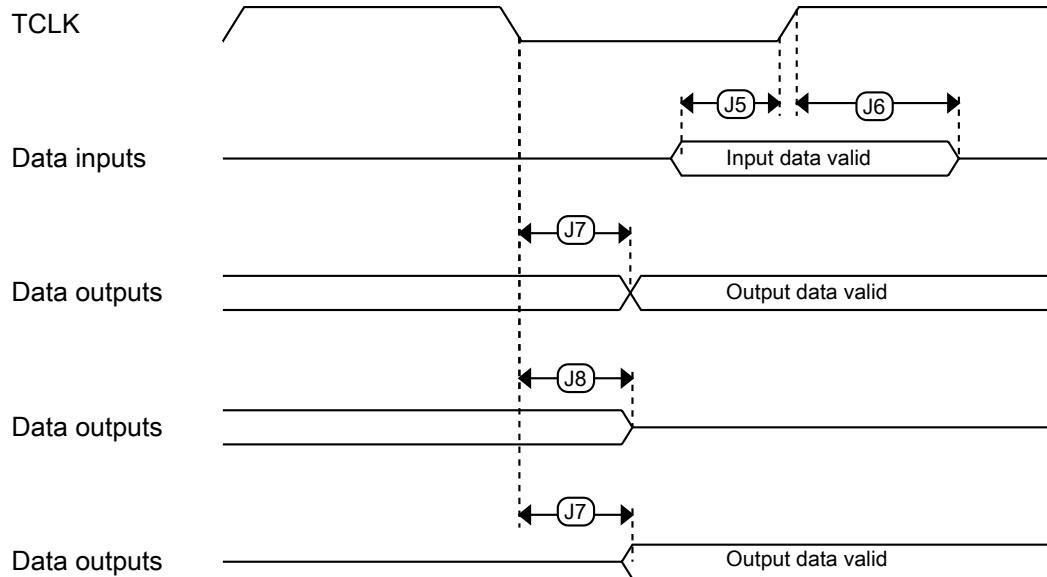 TCLK
J5
J6
Data inputs
Input data valid
J7
Data outputs
Output data valid
J8
Data outputs
J7
Data outputs
Output data valid